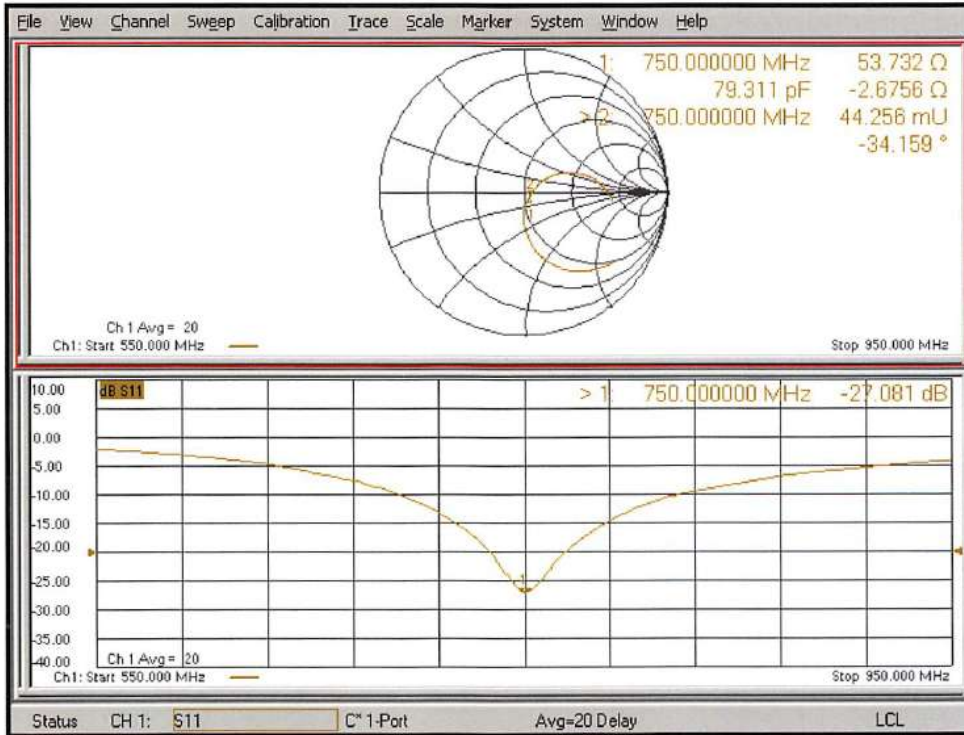 File View Channel Sweep Calibration Trace Scale Marker System Window Help
1: 750.000000 MHz 53.732 Ω
79.311 pF -2.6756 Ω
> 2: 750.000000 MHz 44.256 mU
-34.159 °
Ch 1 Avg = 20
Ch1: Start 550.000 MHz Stop 950.000 MHz
10.00 dB S11 > 1: 750.000000 MHz -27.081 dB
5.00
0.00
-5.00
-10.00
-15.00
-20.00
-25.00 1
-30.00
-35.00
-40.00 Ch 1 Avg = 20
Ch1: Start 550.000 MHz Stop 950.000 MHz
Status CH 1: S11 C* 1-Port Avg=20 Delay LCL